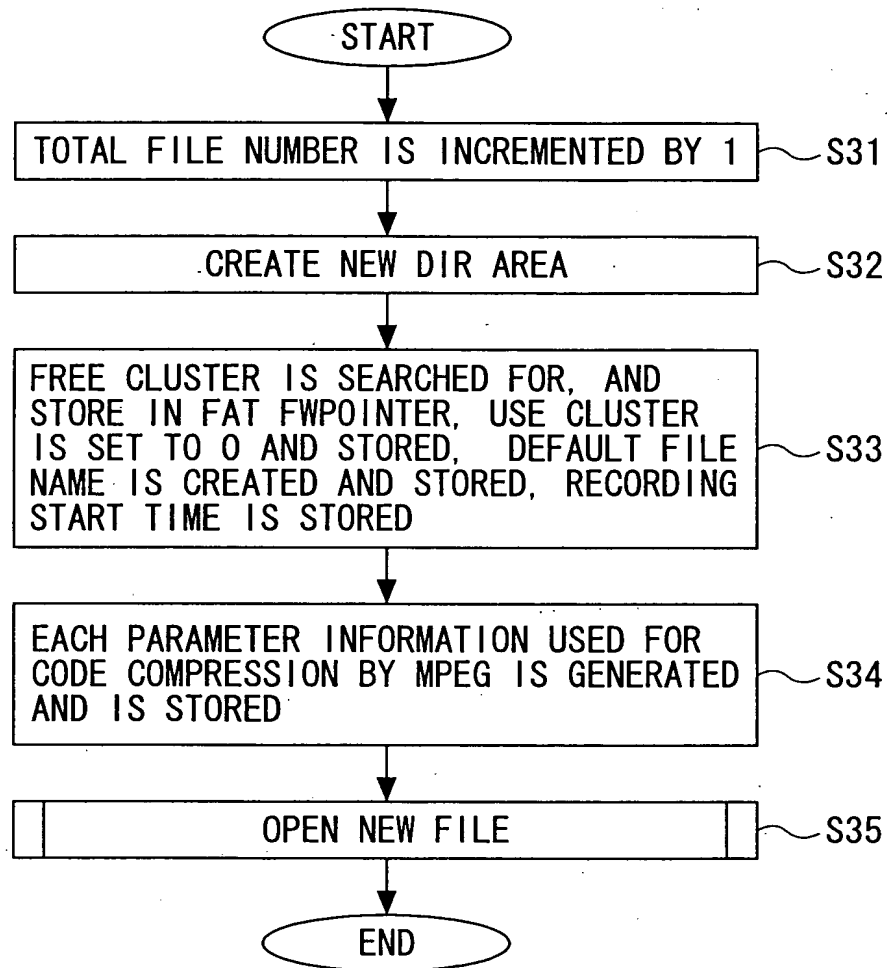 START
TOTAL FILE NUMBER IS INCREMENTED BY 1
S31
CREATE NEW DIR AREA
S32
FREE CLUSTER IS SEARCHED FOR, AND
STORE IN FAT FWPOINTER, USE CLUSTER
IS SET TO 0 AND STORED, DEFAULT FILE
NAME IS CREATED AND STORED, RECORDING
START TIME IS STORED
S33
EACH PARAMETER INFORMATION USED FOR
CODE COMPRESSION BY MPEG IS GENERATED
AND IS STORED
S34
OPEN NEW FILE
S35
END